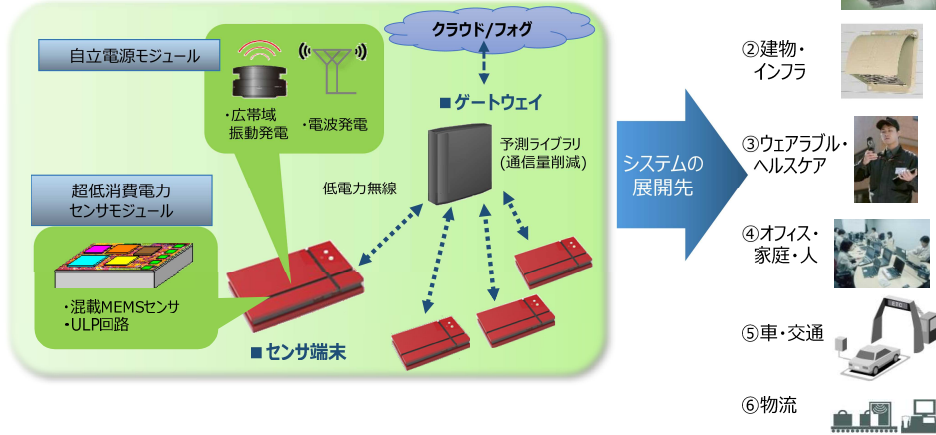 クラウド/フォグ
自立電源モジュール
・広帯域
振動発電
・電波発電
■ゲートウェイ
予測ライブラリ
(通信量削減)
低電力無線
超低消費電力
センサモジュール
・混載MEMSセンサ
・ULP回路
■センサ端末
システムの
展開先
②建物・
インフラ
③ウェアラブル・
ヘルスケア
④オフィス・
家庭・人
⑤車・交通
ETC
⑥物流